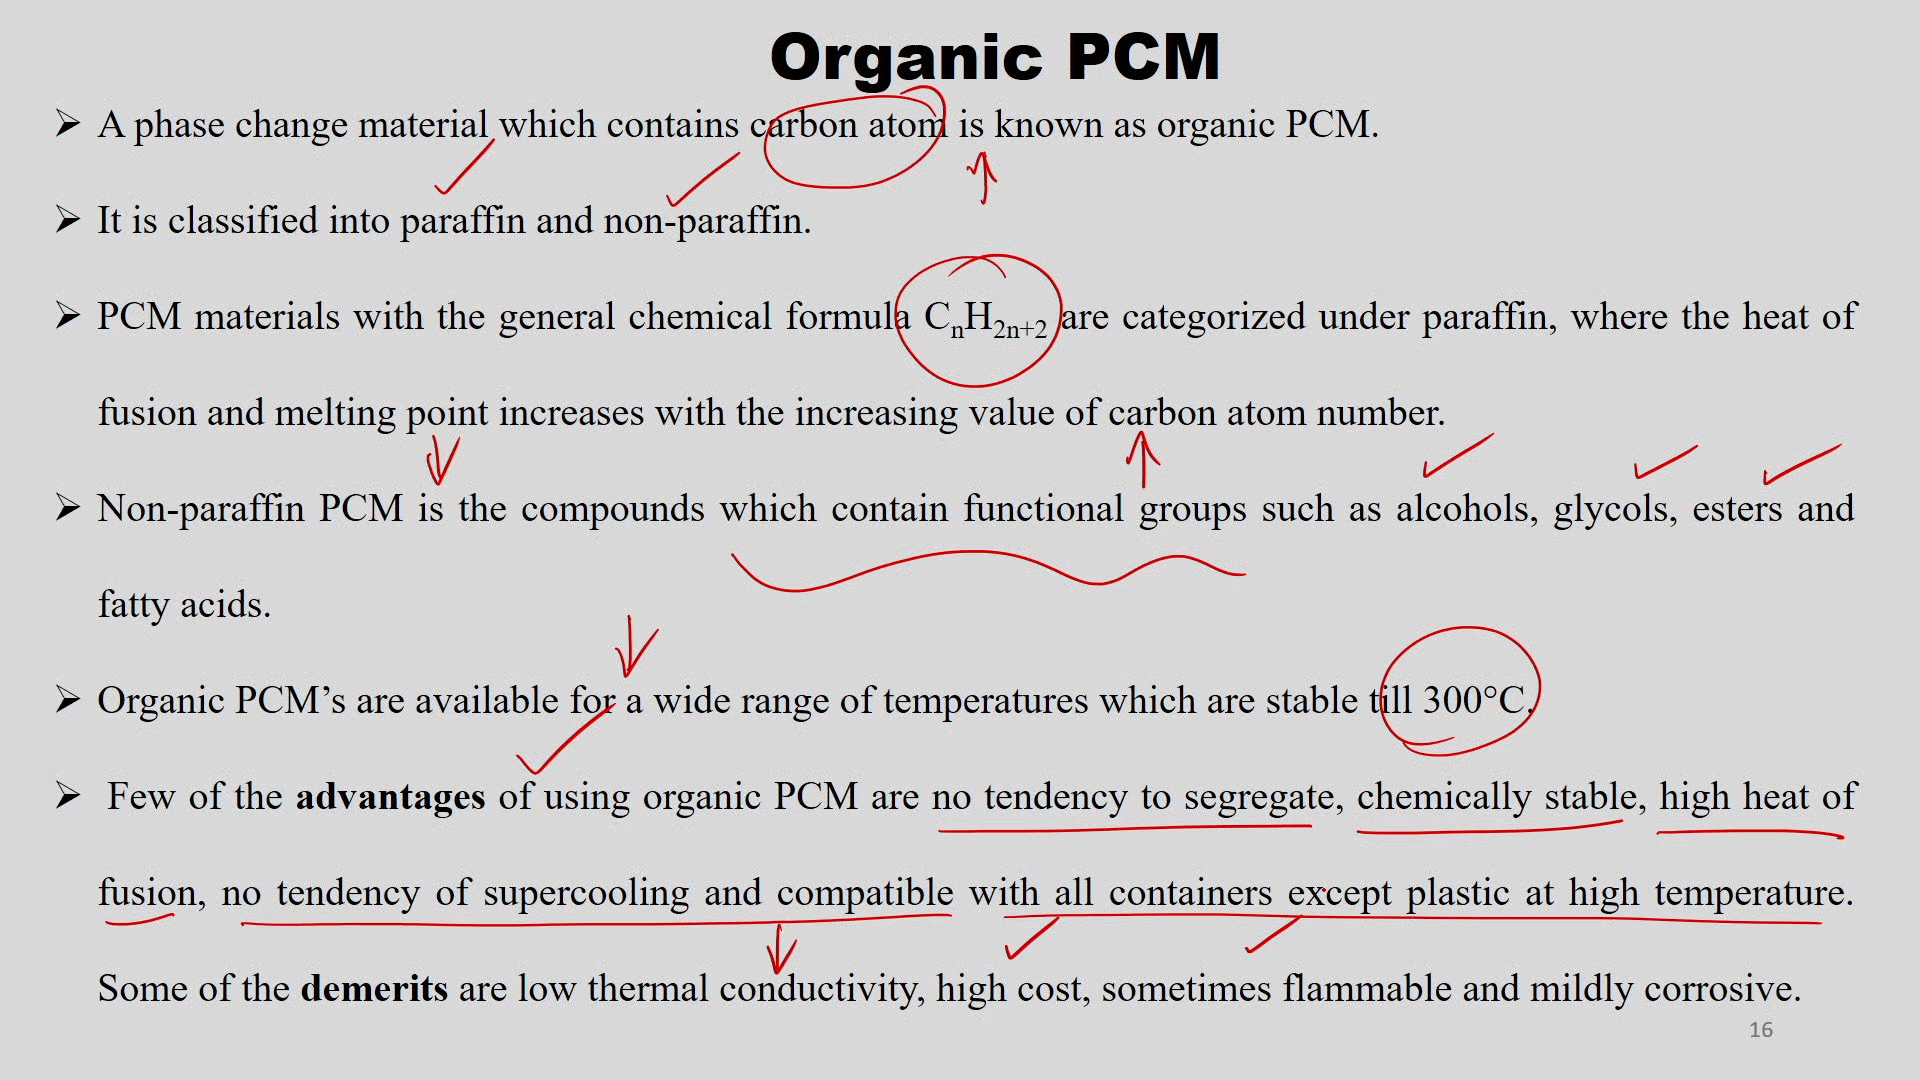 Organic PCM
➢ A phase change material which contains carbon atom is known as organic PCM.
➢ It is classified into paraffin and non-paraffin.
➢ PCM materials with the general chemical formula CₙH₂ₙ₊₂ are categorized under paraffin, where the heat of
fusion and melting point increases with the increasing value of carbon atom number.
➢ Non-paraffin PCM is the compounds which contain functional groups such as alcohols, glycols, esters and
fatty acids.
➢ Organic PCM’s are available for a wide range of temperatures which are stable till 300°C.
➢ Few of the advantages of using organic PCM are no tendency to segregate, chemically stable, high heat of
fusion, no tendency of supercooling and compatible with all containers except plastic at high temperature.
Some of the demerits are low thermal conductivity, high cost, sometimes flammable and mildly corrosive.
16